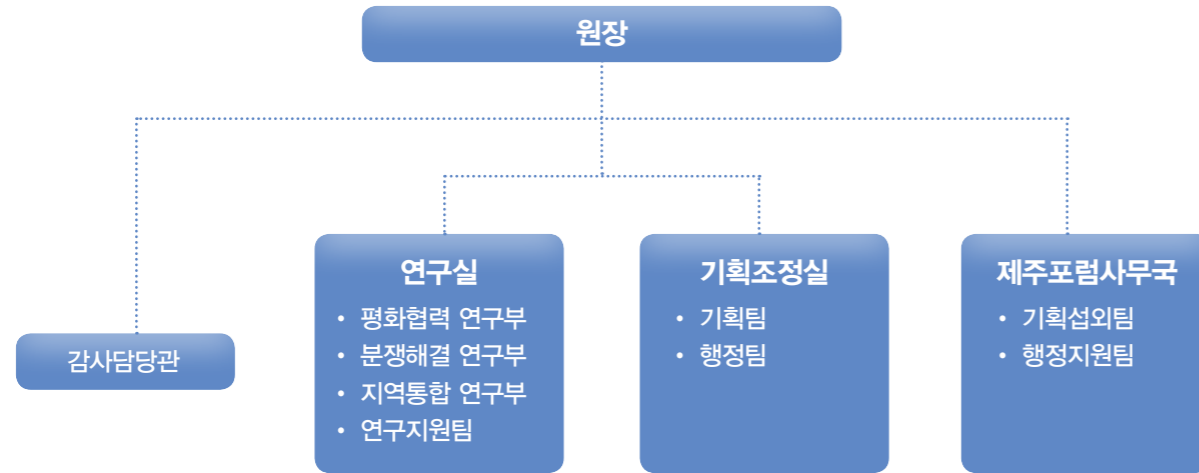 원장
감사담당관
연구실
• 평화협력 연구부
• 분쟁해결 연구부
• 지역통합 연구부
• 연구지원팀
기획조정실
• 기획팀
• 행정팀
제주포럼사무국
• 기획섭외팀
• 행정지원팀